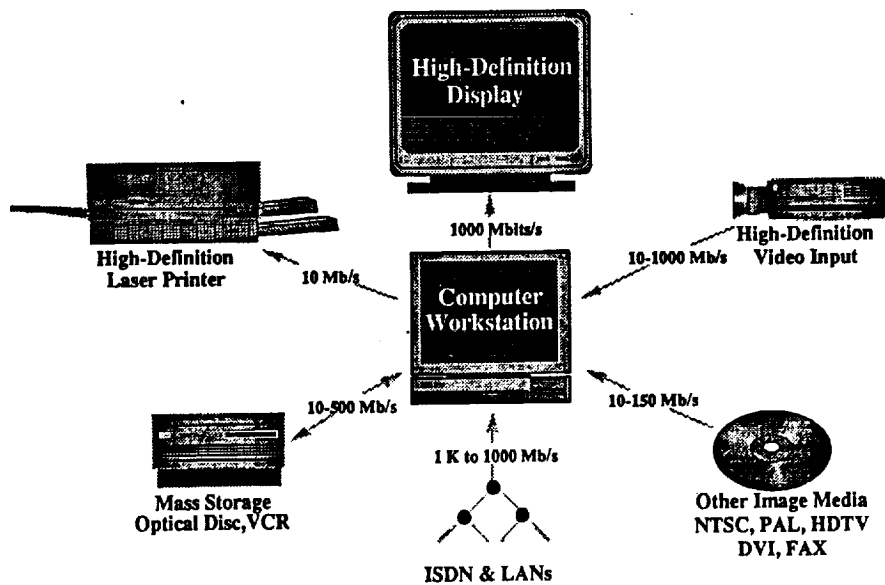 High-Definition
Display
1000 Mbits/s
High-Definition
Laser Printer
10 Mb/s
High-Definition
Video Input
10-1000 Mb/s
Computer
Workstation
10-500 Mb/s
10-150 Mb/s
1 K to 1000 Mb/s
Mass Storage
Optical Disc,VCR
Other Image Media
NTSC, PAL, HDTV
DVI, FAX
ISDN & LANs